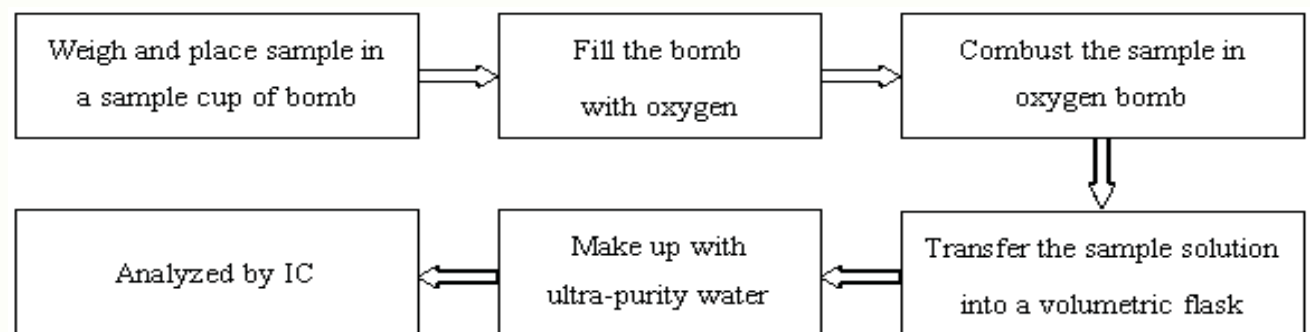 Weigh and place sample in
a sample cup of bomb
Fill the bomb
with oxygen
Combust the sample in
oxygen bomb
Transfer the sample solution
into a volumetric flask
Make up with
ultra-purity water
Analyzed by IC